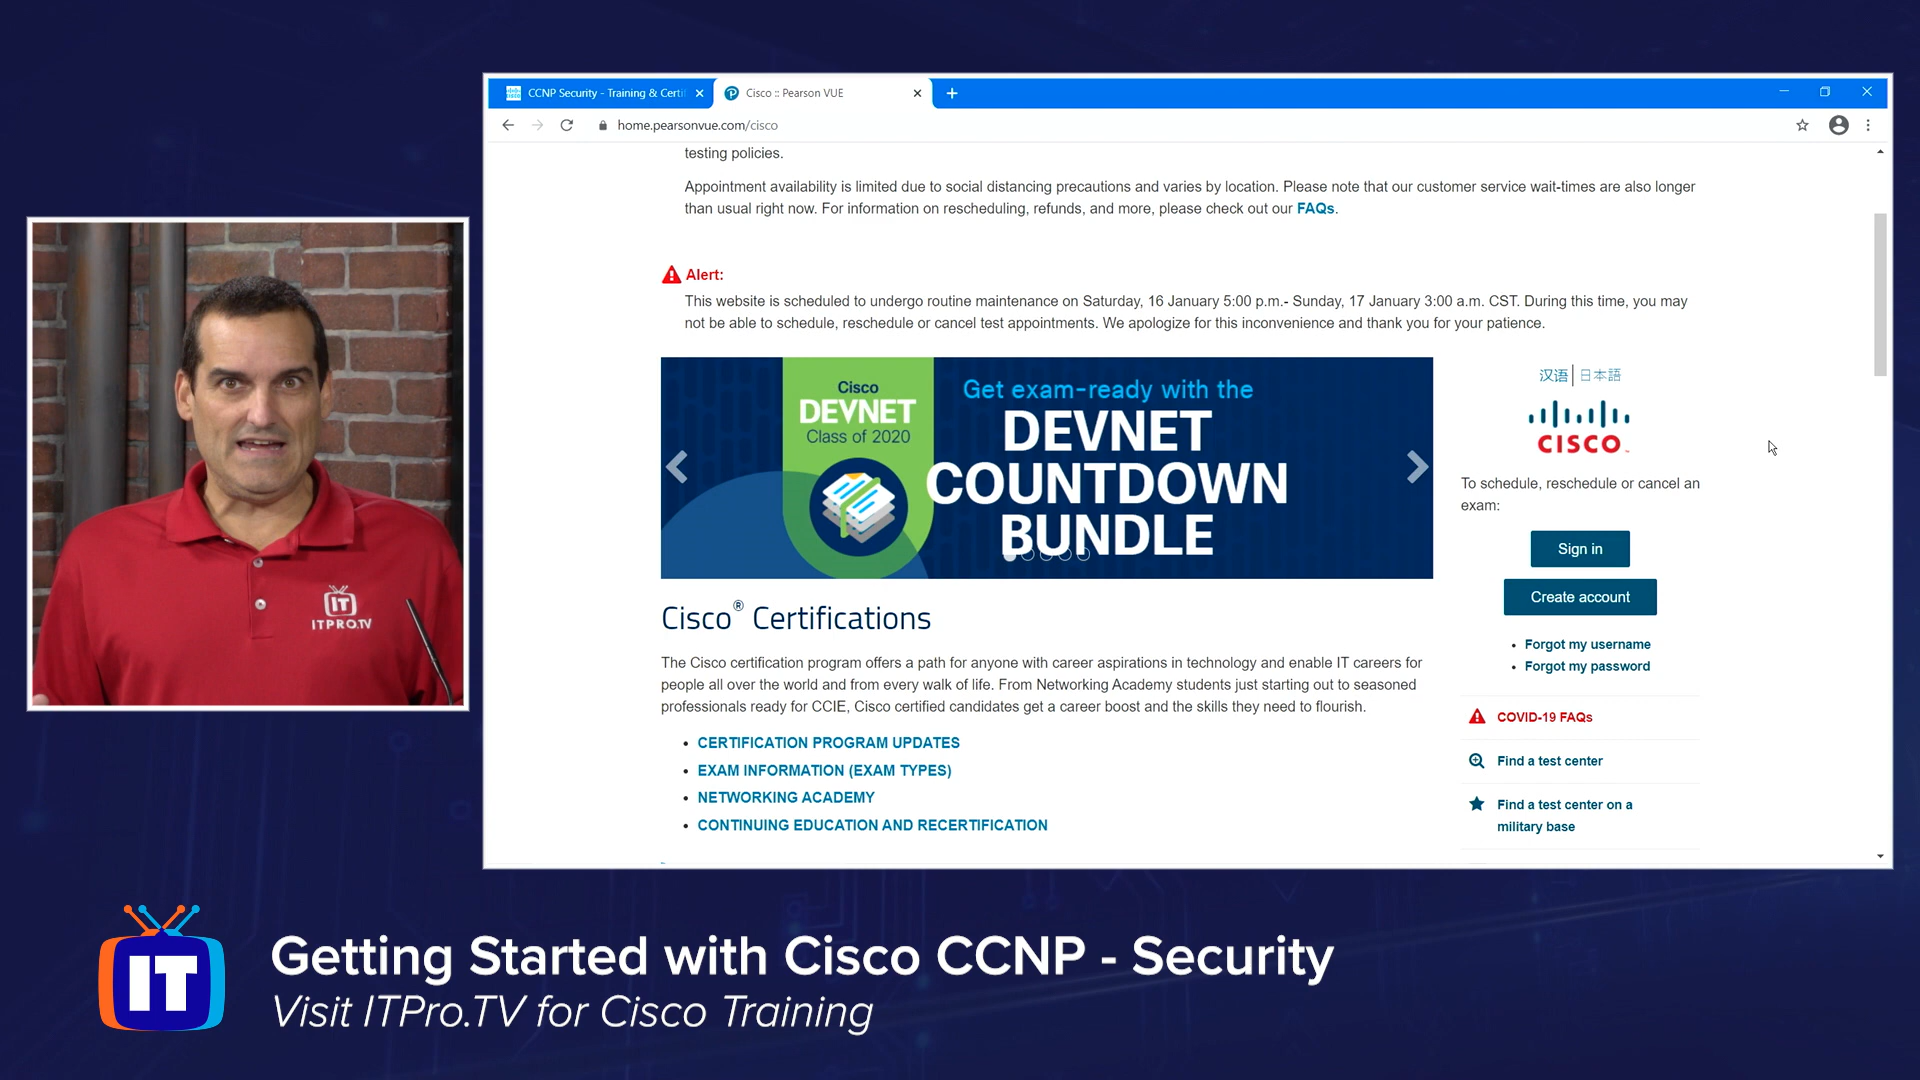 CCNP Security - Training & Certif
Cisco :: Pearson VUE
home.pearsonvue.com/cisco
testing policies.
Appointment availability is limited due to social distancing precautions and varies by location. Please note that our customer service wait-times are also longer
than usual right now. For information on rescheduling, refunds, and more, please check out our FAQs.
Alert:
This website is scheduled to undergo routine maintenance on Saturday, 16 January 5:00 p.m.- Sunday, 17 January 3:00 a.m. CST. During this time, you may
not be able to schedule, reschedule or cancel test appointments. We apologize for this inconvenience and thank you for your patience.
Cisco
DEVNET
Class of 2020
Get exam-ready with the
DEVNET
COUNTDOWN
BUNDLE
汉语 | 日本語
CISCO
To schedule, reschedule or cancel an
exam:
Sign in
Create account
• Forgot my username
• Forgot my password
COVID-19 FAQs
Find a test center
Find a test center on a
military base
Cisco® Certifications
The Cisco certification program offers a path for anyone with career aspirations in technology and enable IT careers for
people all over the world and from every walk of life. From Networking Academy students just starting out to seasoned
professionals ready for CCIE, Cisco certified candidates get a career boost and the skills they need to flourish.
• CERTIFICATION PROGRAM UPDATES
• EXAM INFORMATION (EXAM TYPES)
• NETWORKING ACADEMY
• CONTINUING EDUCATION AND RECERTIFICATION
IT
ITPRO.TV
IT
Getting Started with Cisco CCNP - Security
Visit ITPro.TV for Cisco Training